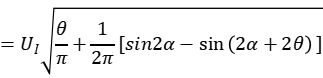 = U_I √(θ/π + 1/2π [sin2α − sin (2α + 2θ) ])